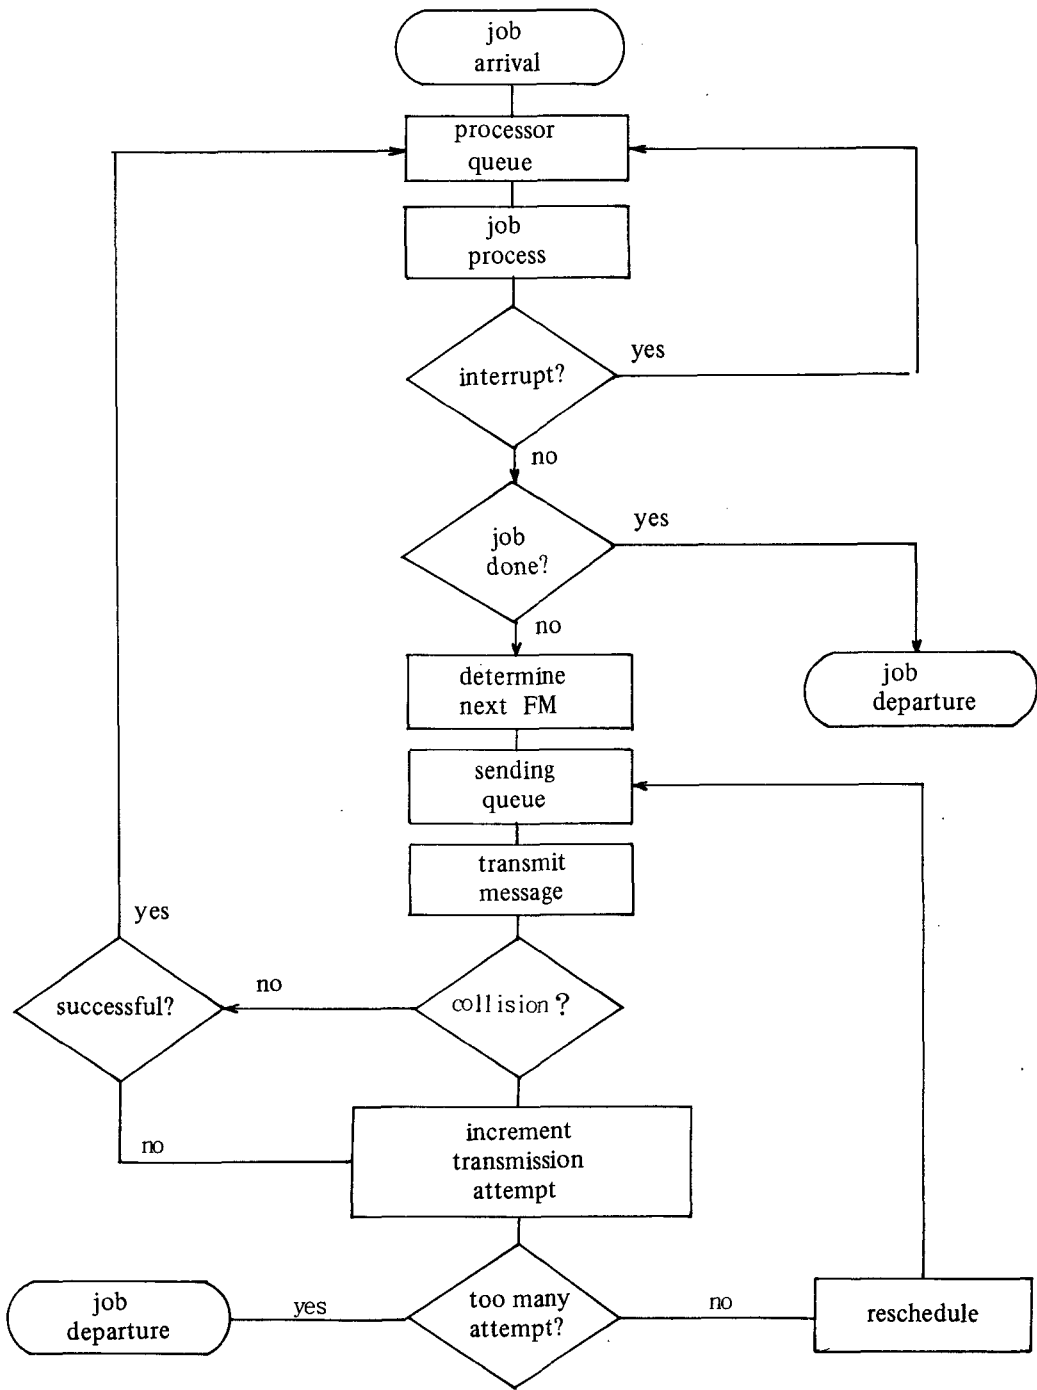 job
arrival
processor
queue
job
process
interrupt?
yes
no
job
done?
yes
no
determine
next FM
job
departure
sending
queue
transmit
message
yes
successful?
no
collision?
no
increment
transmission
attempt
job
departure
yes
too many
attempt?
no
reschedule